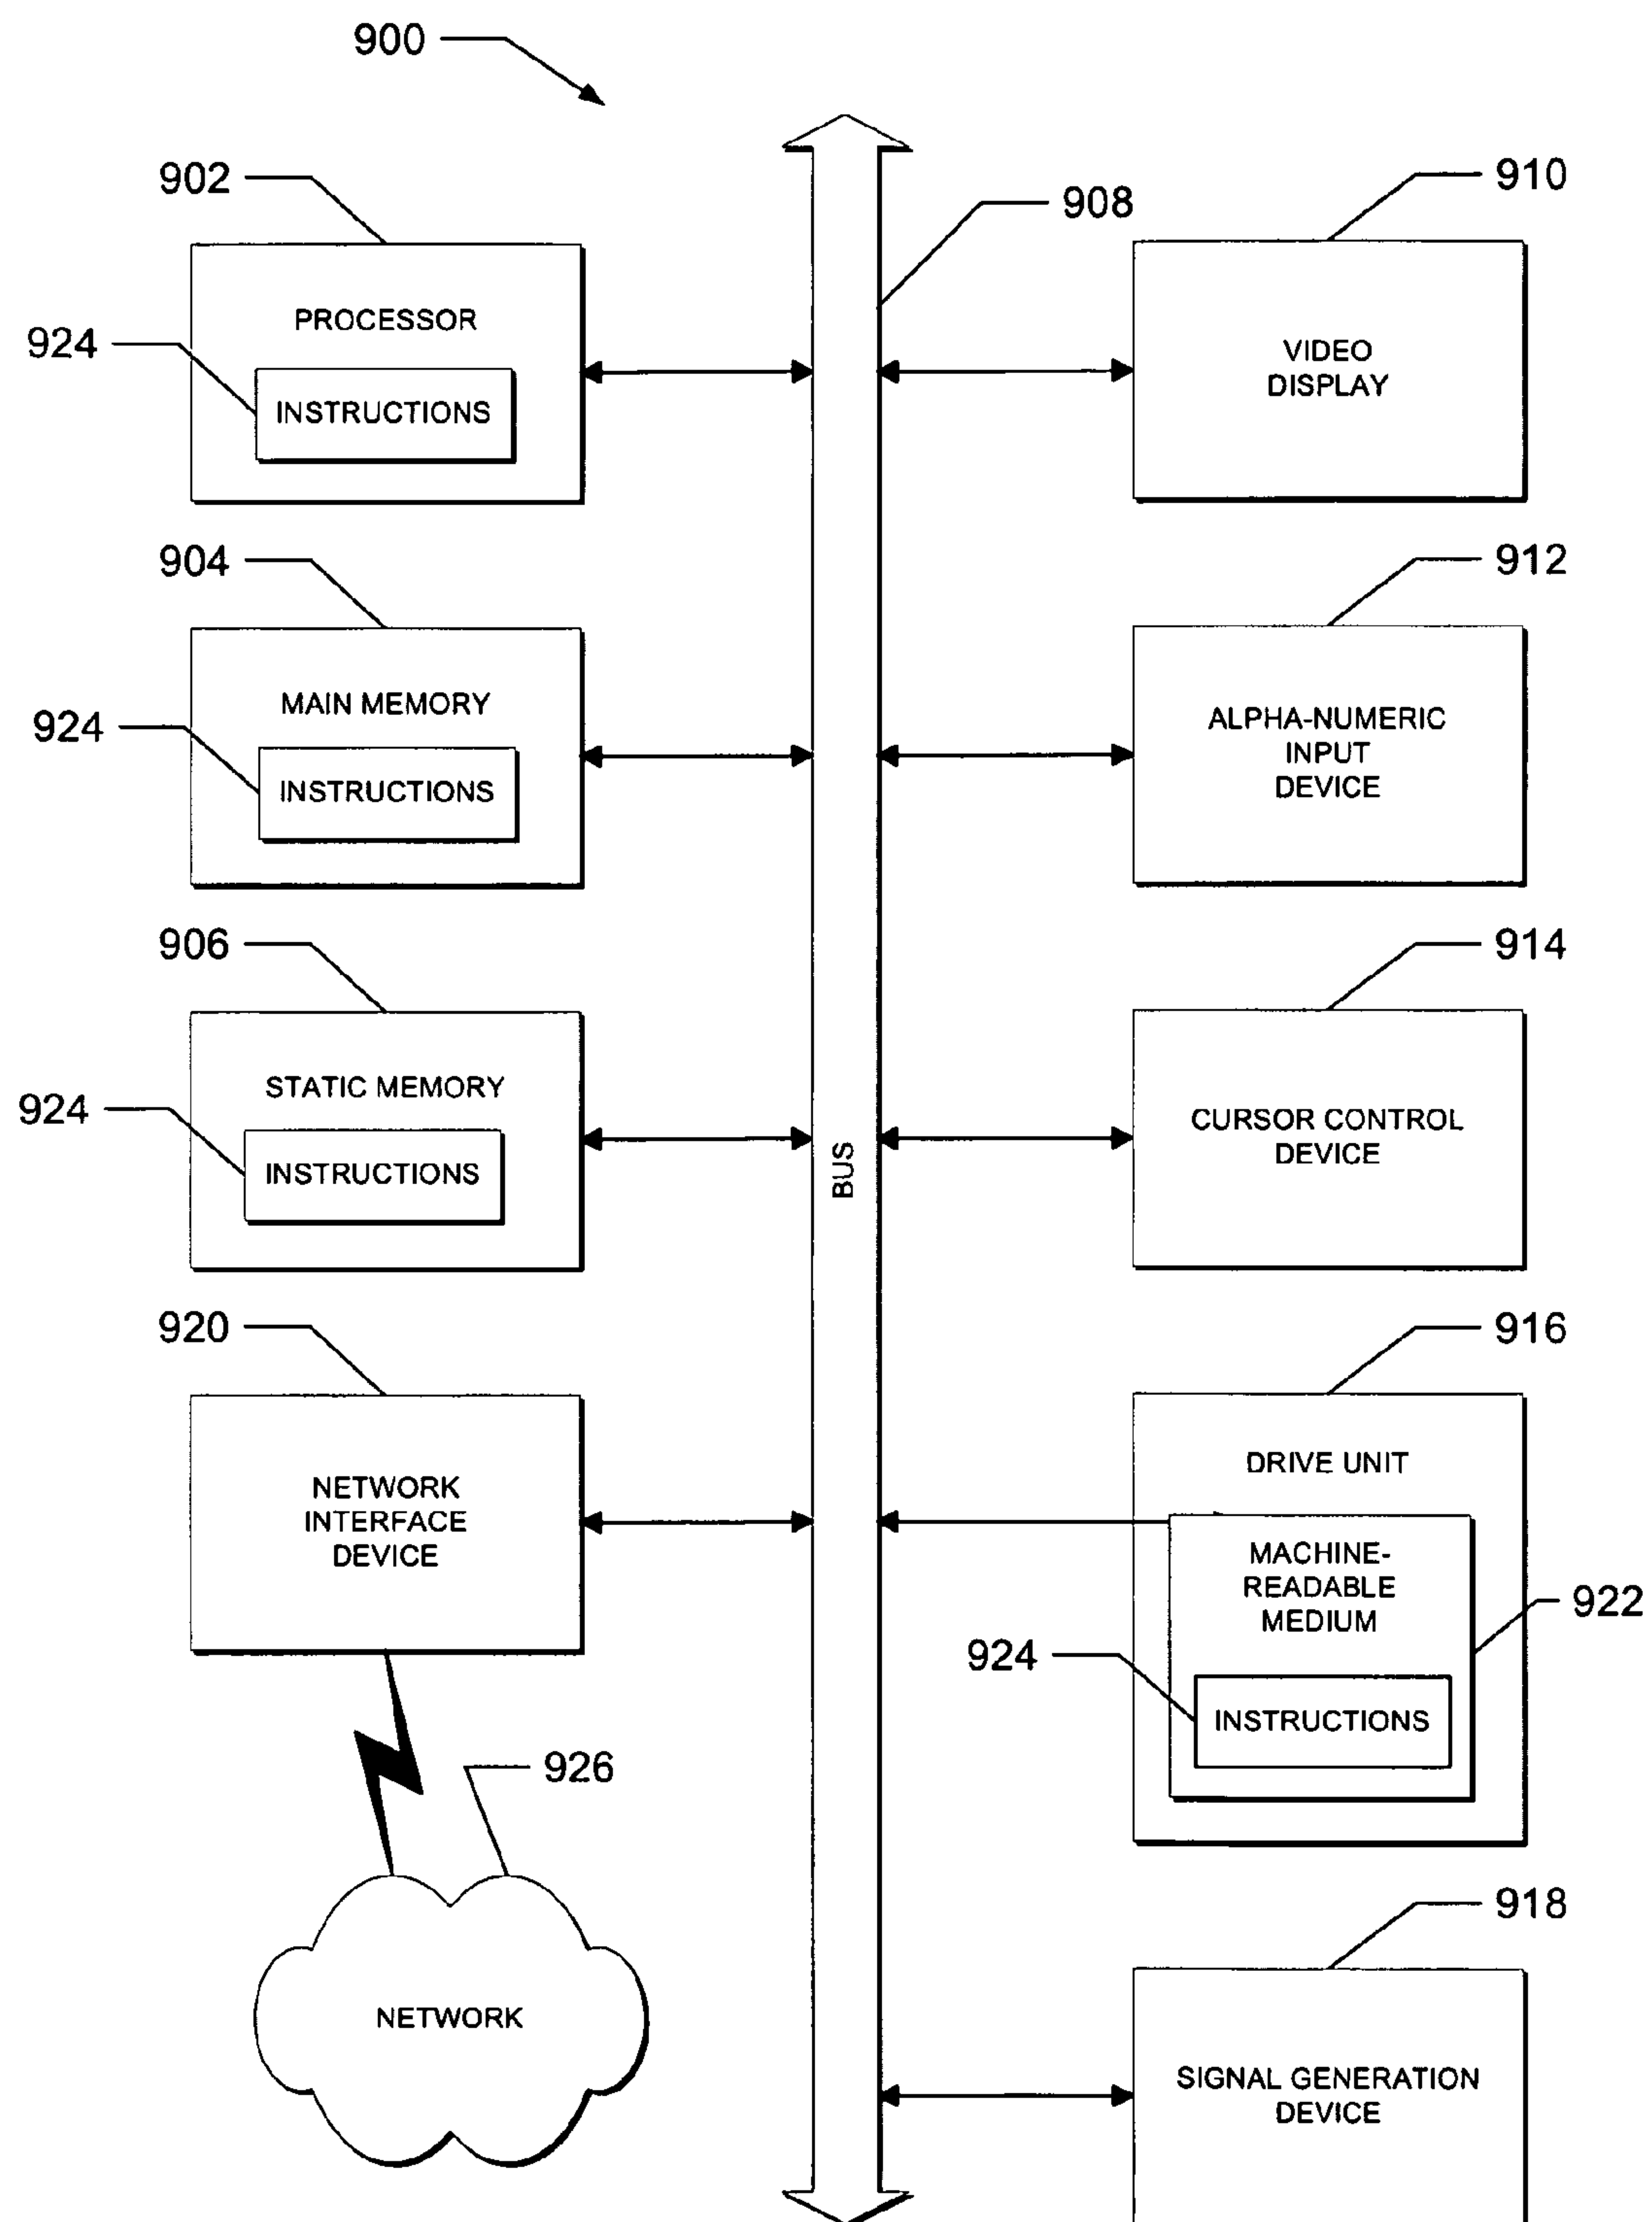 900
902
908
910
PROCESSOR
924
INSTRUCTIONS
VIDEO
DISPLAY
904
912
MAIN MEMORY
924
INSTRUCTIONS
ALPHA-NUMERIC
INPUT
DEVICE
906
914
STATIC MEMORY
924
INSTRUCTIONS
BUS
CURSOR CONTROL
DEVICE
920
916
NETWORK
INTERFACE
DEVICE
DRIVE UNIT
MACHINE-
READABLE
MEDIUM
922
924
INSTRUCTIONS
926
NETWORK
918
SIGNAL GENERATION
DEVICE